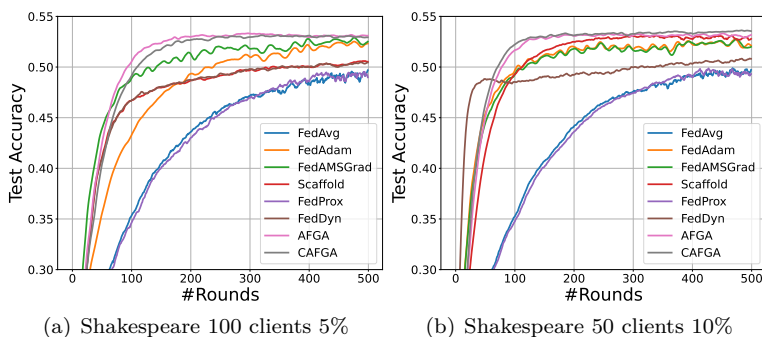 0.55
0.50
0.45
0.40
0.35
0.30
Test Accuracy
FedAvg
FedAdam
FedAMSGrad
Scaffold
FedProx
FedDyn
AFGA
CAFGA
0 100 200 300 400 500
#Rounds
(a) Shakespeare 100 clients 5%
0.55
0.50
0.45
0.40
0.35
0.30
Test Accuracy
FedAvg
FedAdam
FedAMSGrad
Scaffold
FedProx
FedDyn
AFGA
CAFGA
0 100 200 300 400 500
#Rounds
(b) Shakespeare 50 clients 10%